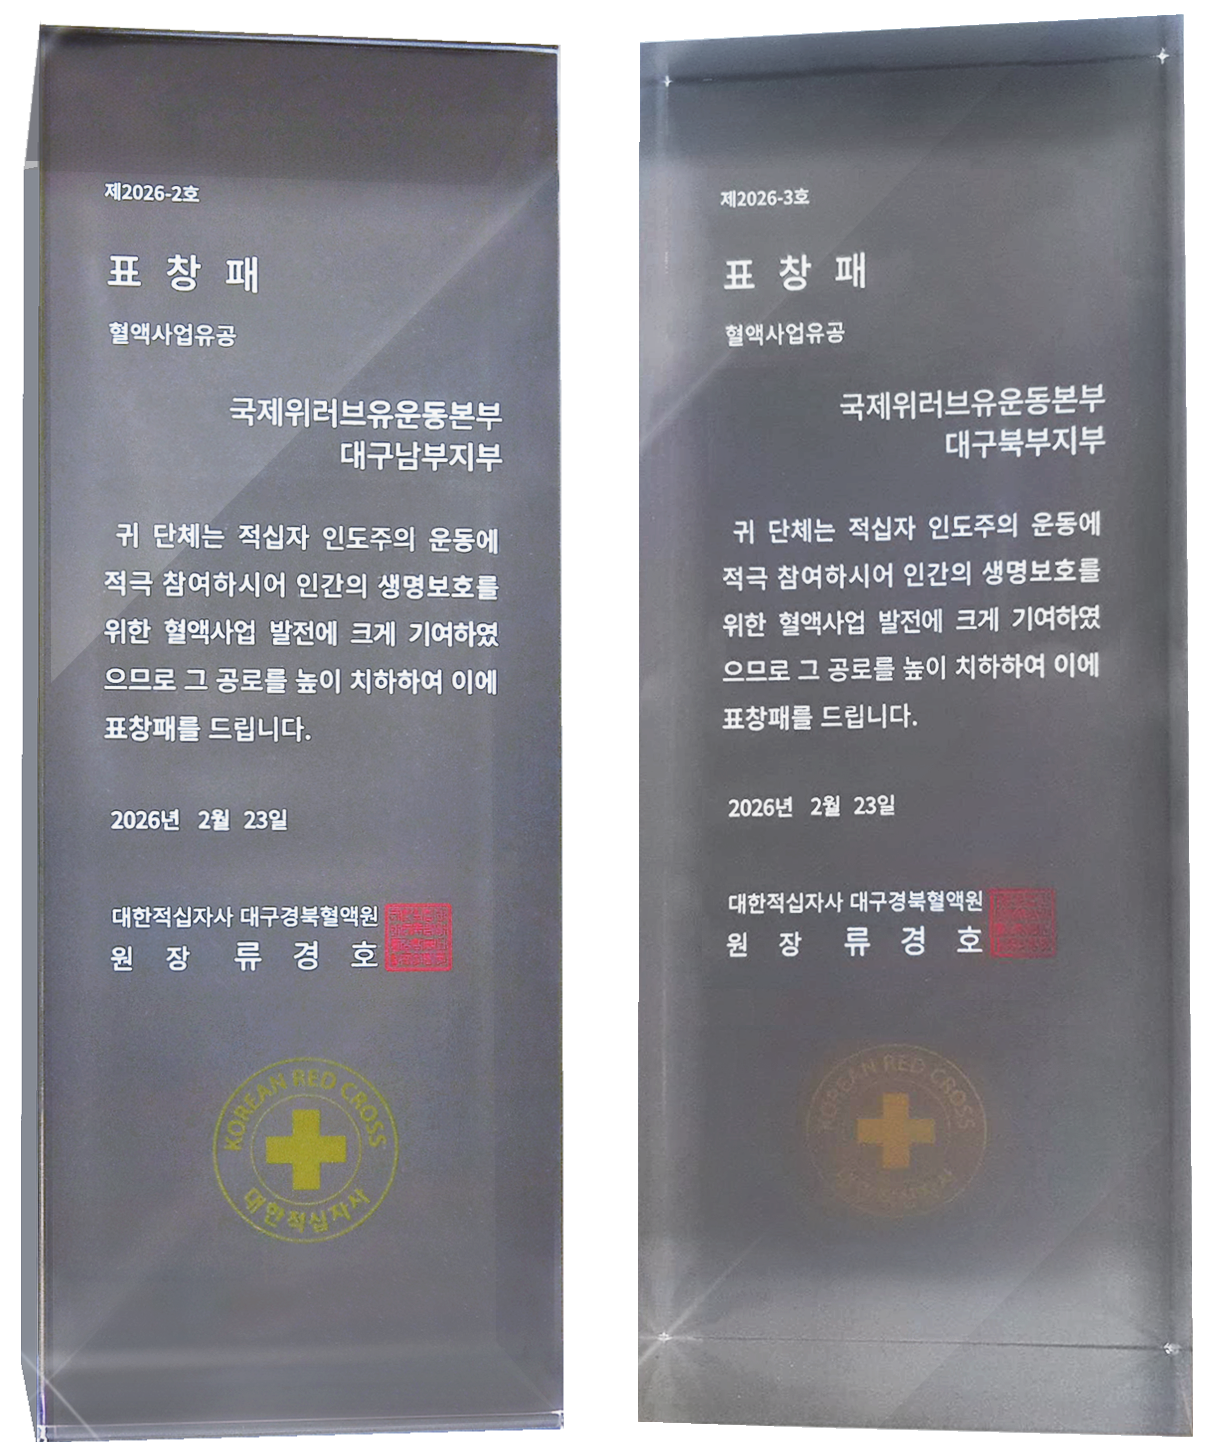 제2026-2호
표 창 패
혈액사업유공
국제위러브유운동본부
대구남부지부
귀 단체는 적십자 인도주의 운동에
적극 참여하시어 인간의 생명보호를
위한 혈액사업 발전에 크게 기여하였
으므로 그 공로를 높이 치하하여 이에
표창패를 드립니다.
2026년 2월 23일
대한적십자사 대구경북혈액원
원 장 류 경 호
KOREAN RED CROSS
대한적십자사
제2026-3호
표 창 패
혈액사업유공
국제위러브유운동본부
대구북부지부
귀 단체는 적십자 인도주의 운동에
적극 참여하시어 인간의 생명보호를
위한 혈액사업 발전에 크게 기여하였
으므로 그 공로를 높이 치하하여 이에
표창패를 드립니다.
2026년 2월 23일
대한적십자사 대구경북혈액원
원 장 류 경 호
KOREAN RED CROSS
대한적십자사